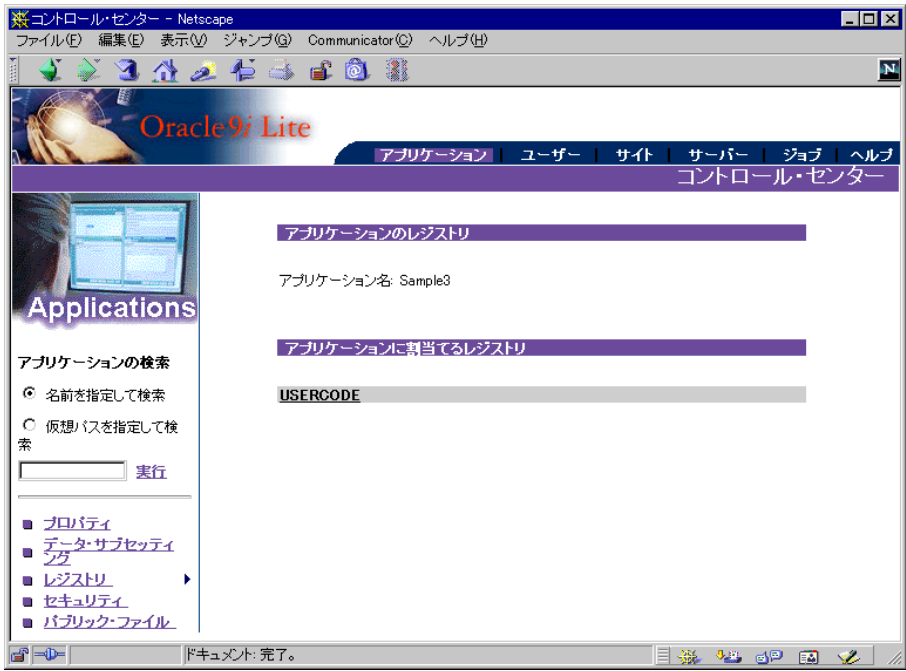 コントロール・センター - Netscape
ファイル(F) 編集(E) 表示(V) ジャンプ(G) Communicator(C) ヘルプ(H)
N
Oracle9i Lite
アプリケーション ユーザー サイト サーバー ジョブ ヘルプ
コントロール・センター
Applications
アプリケーションの検索
名前を指定して検索
仮想パスを指定して検
索
実行
プロパティ
データ・サブセッティ
ング
レジストリ
セキュリティ
パブリック・ファイル
アプリケーションのレジストリ
アプリケーション名: Sample3
アプリケーションに割当てるレジストリ
USERCODE
ドキュメント: 完了。